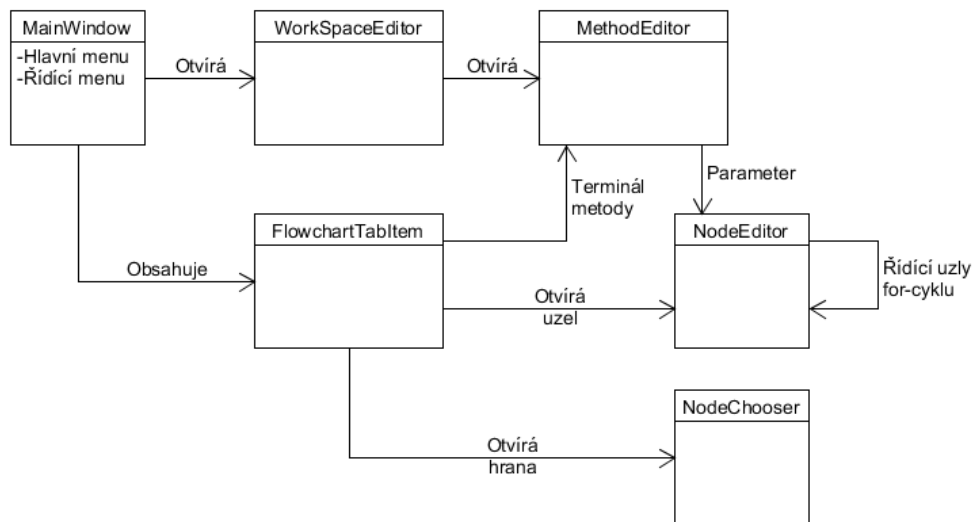 MainWindow
-Hlavní menu
-Řídící menu
Otvírá
WorkSpaceEditor
Otvírá
MethodEditor
Terminál
metody
Parameter
Obsahuje
FlowchartTabItem
Otvírá
uzel
NodeEditor
Řídící uzly
for-cyklu
Otvírá
hrana
NodeChooser